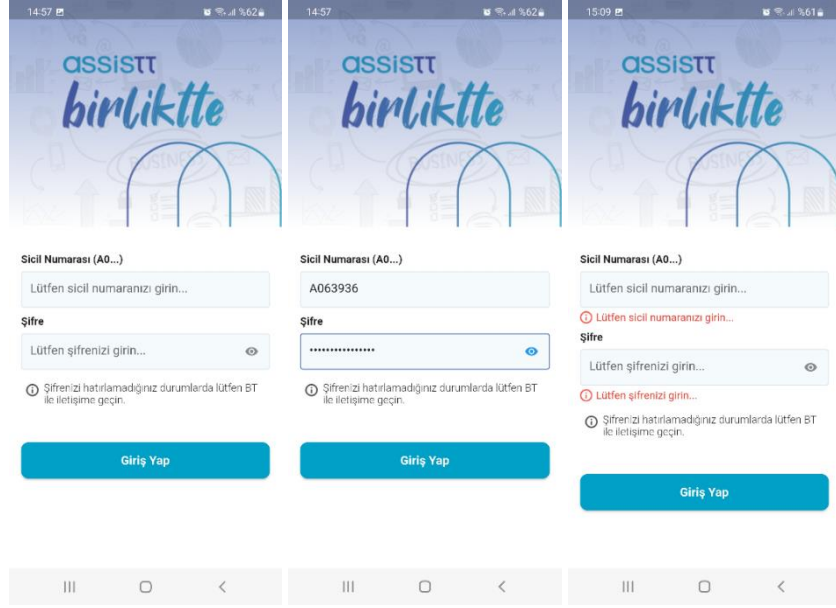 14:57
%62
assistt
birliktte
BUSINESS
Sicil Numarası (A0...)
Lütfen sicil numaranızı girin...
Şifre
Lütfen şifrenizi girin...
Şifrenizi hatırlamadığınız durumlarda lütfen BT
ile iletişime geçin.
Giriş Yap
14:57
%62
assistt
birliktte
BUSINESS
Sicil Numarası (A0...)
A063936
Şifre
••••••••••••••••
Şifrenizi hatırlamadığınız durumlarda lütfen BT
ile iletişime geçin.
Giriş Yap
15:09
%61
assistt
birliktte
BUSINESS
Sicil Numarası (A0...)
Lütfen sicil numaranızı girin...
Lütfen sicil numaranızı girin...
Şifre
Lütfen şifrenizi girin...
Lütfen şifrenizi girin...
Şifrenizi hatırlamadığınız durumlarda lütfen BT
ile iletişime geçin.
Giriş Yap